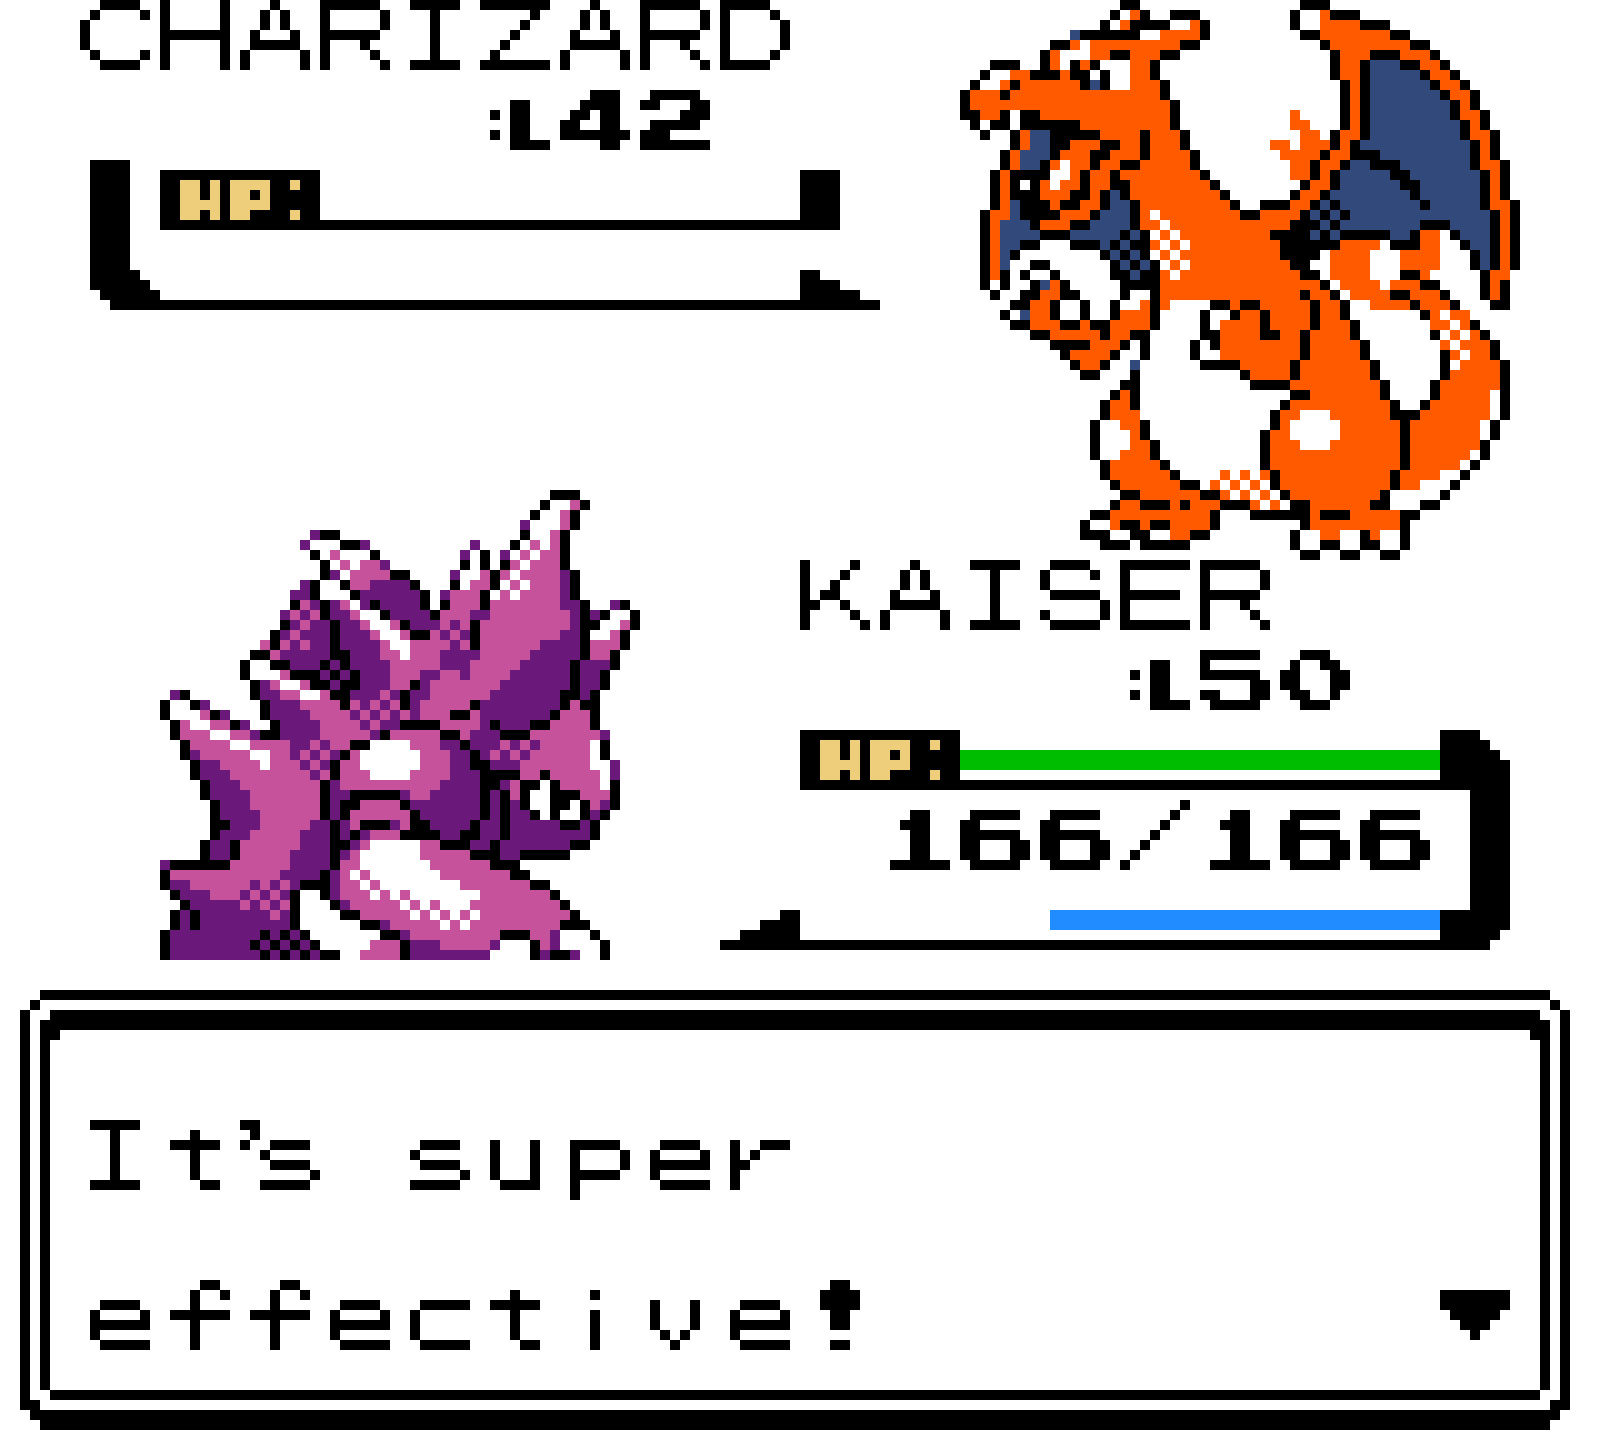 CHARIZARD
:L42
HP:
KAISER
:L50
HP:
166/166
It's super
effective!